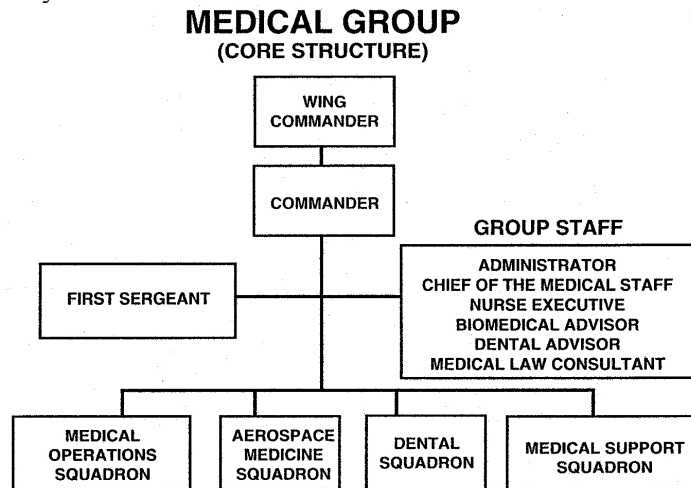 MEDICAL GROUP
(CORE STRUCTURE)
WING
COMMANDER
COMMANDER
GROUP STAFF
FIRST SERGEANT
ADMINISTRATOR
CHIEF OF THE MEDICAL STAFF
NURSE EXECUTIVE
BIOMEDICAL ADVISOR
DENTAL ADVISOR
MEDICAL LAW CONSULTANT
MEDICAL
OPERATIONS
SQUADRON
AEROSPACE
MEDICINE
SQUADRON
DENTAL
SQUADRON
MEDICAL SUPPORT
SQUADRON